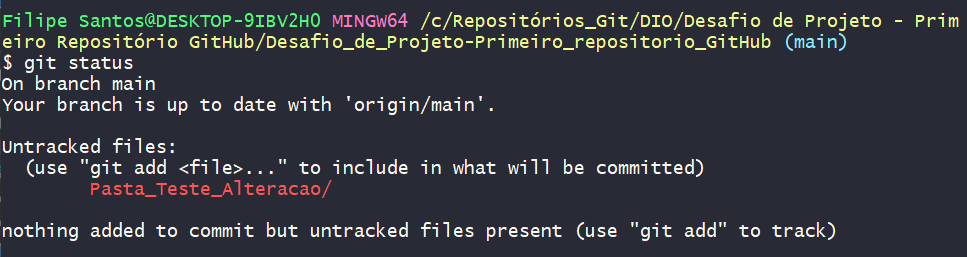 Filipe Santos@DESKTOP-9IBV2H0 MINGW64 /c/Repositórios_Git/DIO/Desafio de Projeto - Prim
eiro Repositório GitHub/Desafio_de_Projeto-Primeiro_repositorio_GitHub (main)
$ git status
On branch main
Your branch is up to date with 'origin/main'.
Untracked files:
  (use "git add <file>..." to include in what will be committed)
        Pasta_Teste_Alteracao/
nothing added to commit but untracked files present (use "git add" to track)